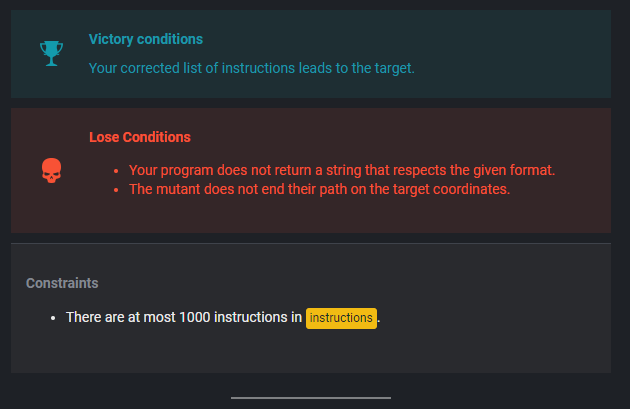 Victory conditions
Your corrected list of instructions leads to the target.
Lose Conditions
• Your program does not return a string that respects the given format.
• The mutant does not end their path on the target coordinates.
Constraints
• There are at most 1000 instructions in instructions.